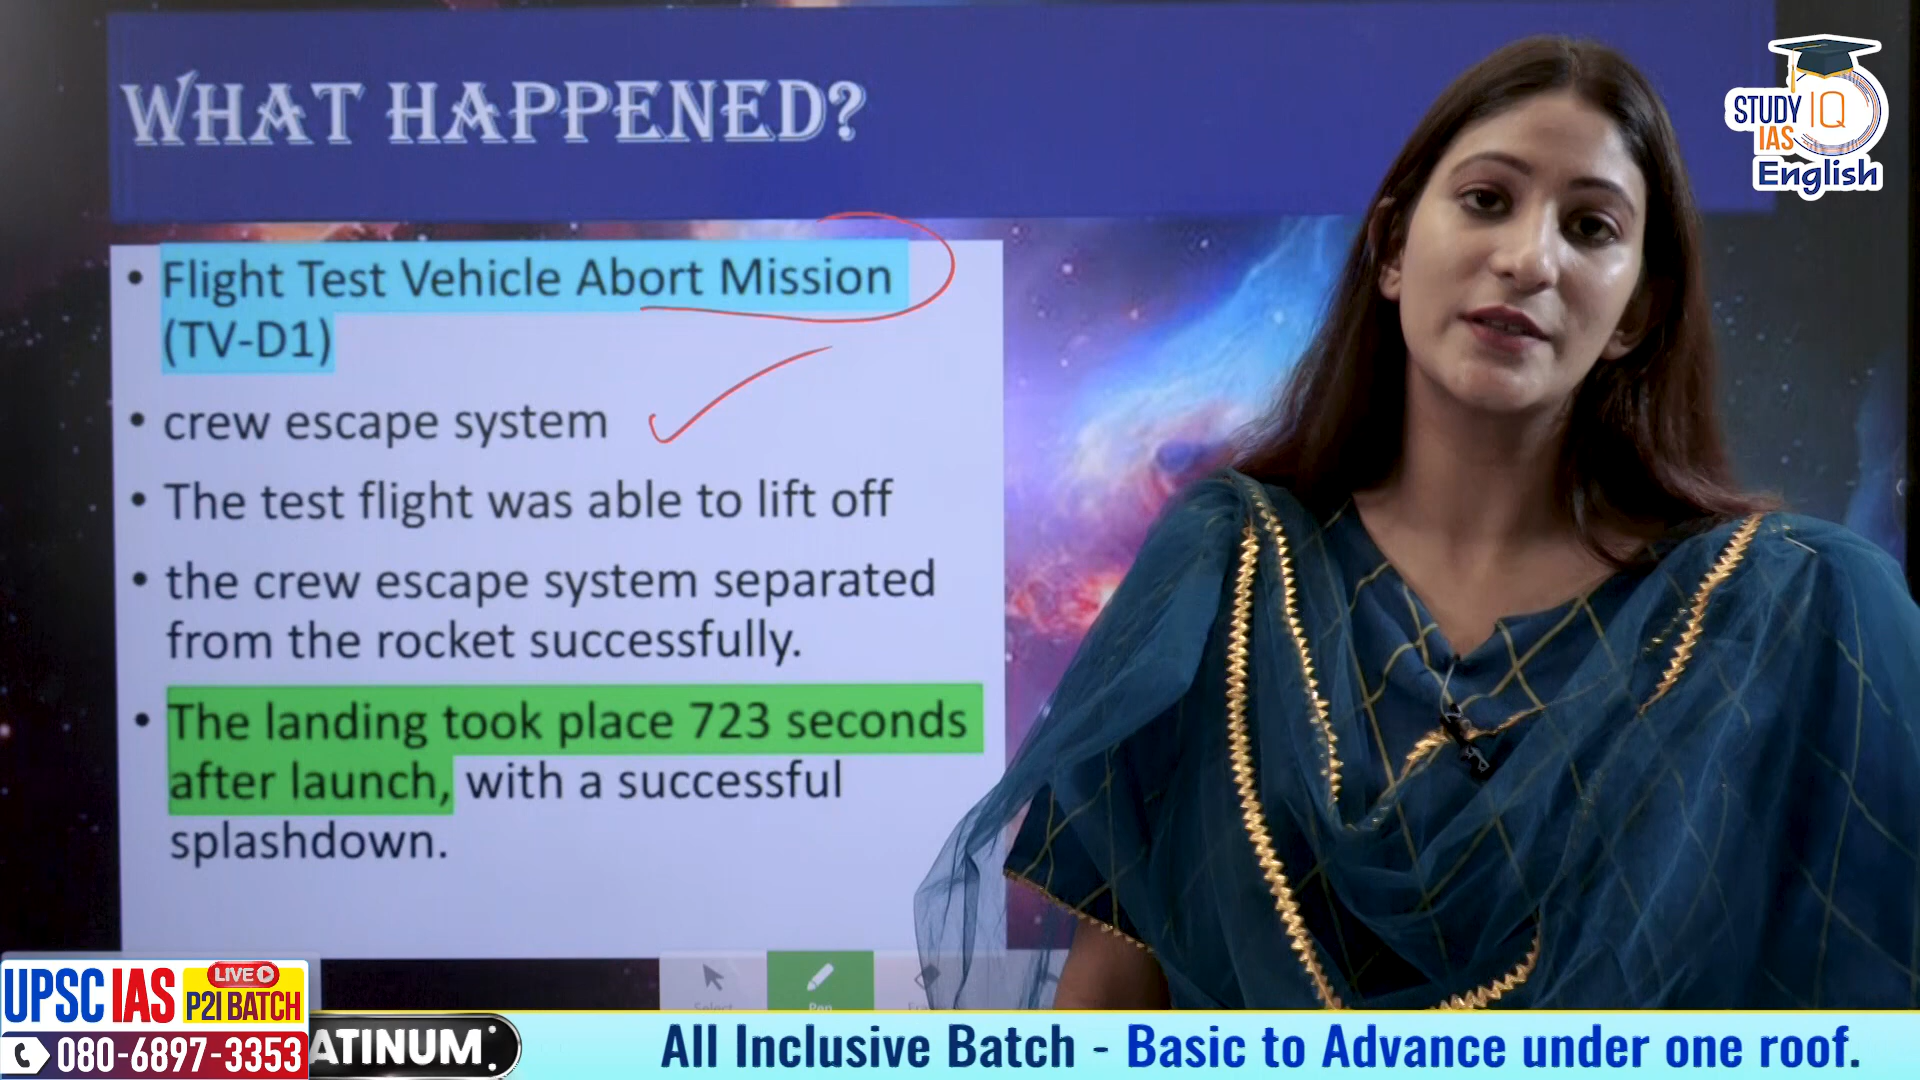 WHAT HAPPENED?
STUDY IQ
IAS
English
• Flight Test Vehicle Abort Mission
(TV-D1)
• crew escape system
• The test flight was able to lift off
• the crew escape system separated
from the rocket successfully.
• The landing took place 723 seconds
after launch, with a successful
splashdown.
Select
Pen
UPSC IAS LIVE
P2I BATCH
080-6897-3353
ATINUM
All Inclusive Batch - Basic to Advance under one roof.